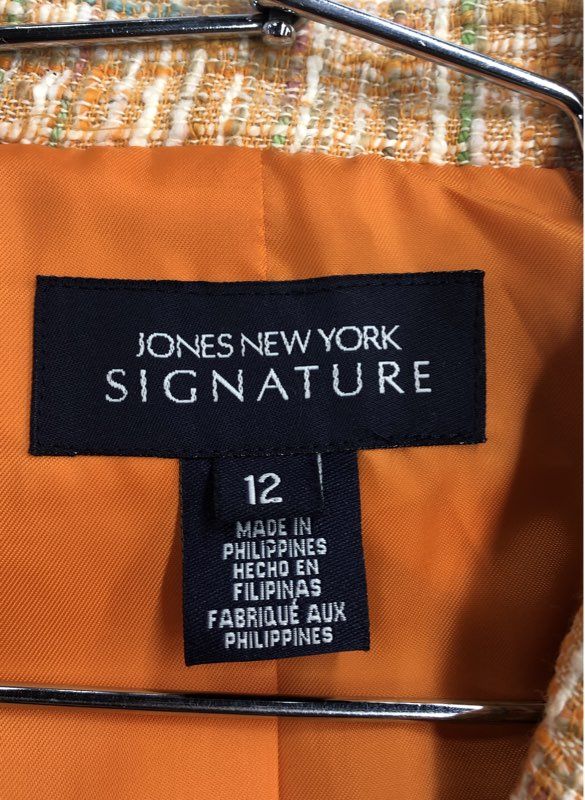 JONES NEW YORK
SIGNATURE
12
MADE IN
PHILIPPINES
HECHO EN
FILIPINAS
FABRIQUÉ AUX
PHILIPPINES